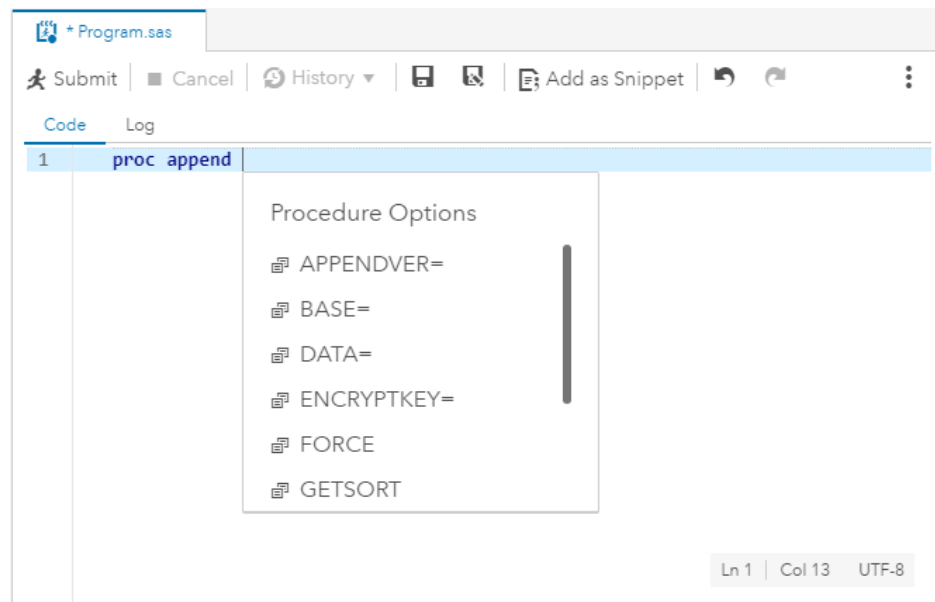 * Program.sas
Submit Cancel History Add as Snippet
Code Log
1 proc append
Procedure Options
APPENDVER=
BASE=
DATA=
ENCRYPTKEY=
FORCE
GETSORT
Ln 1 Col 13 UTF-8